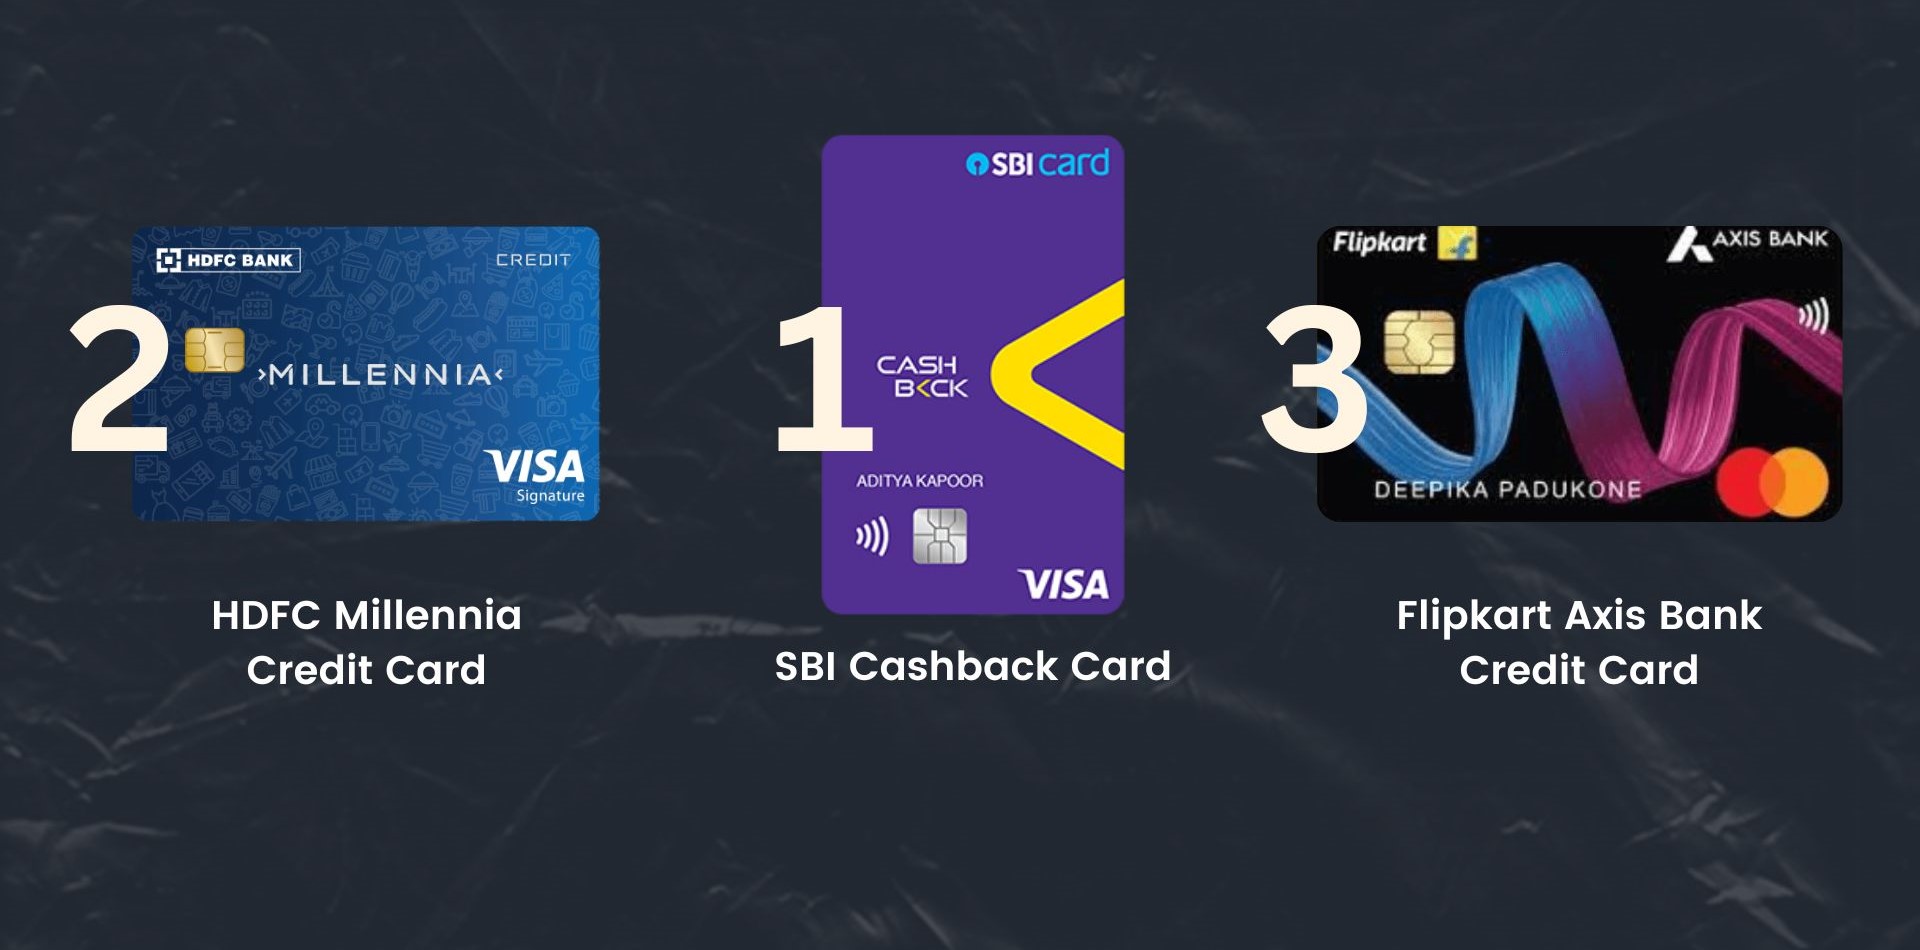 2
HDFC BANK
CREDIT
MILLENNIA
VISA
Signature
HDFC Millennia
Credit Card
1
SBI card
CASH
BACK
ADITYA KAPOOR
VISA
SBI Cashback Card
3
Flipkart
AXIS BANK
DEEPIKA PADUKONE
Flipkart Axis Bank
Credit Card